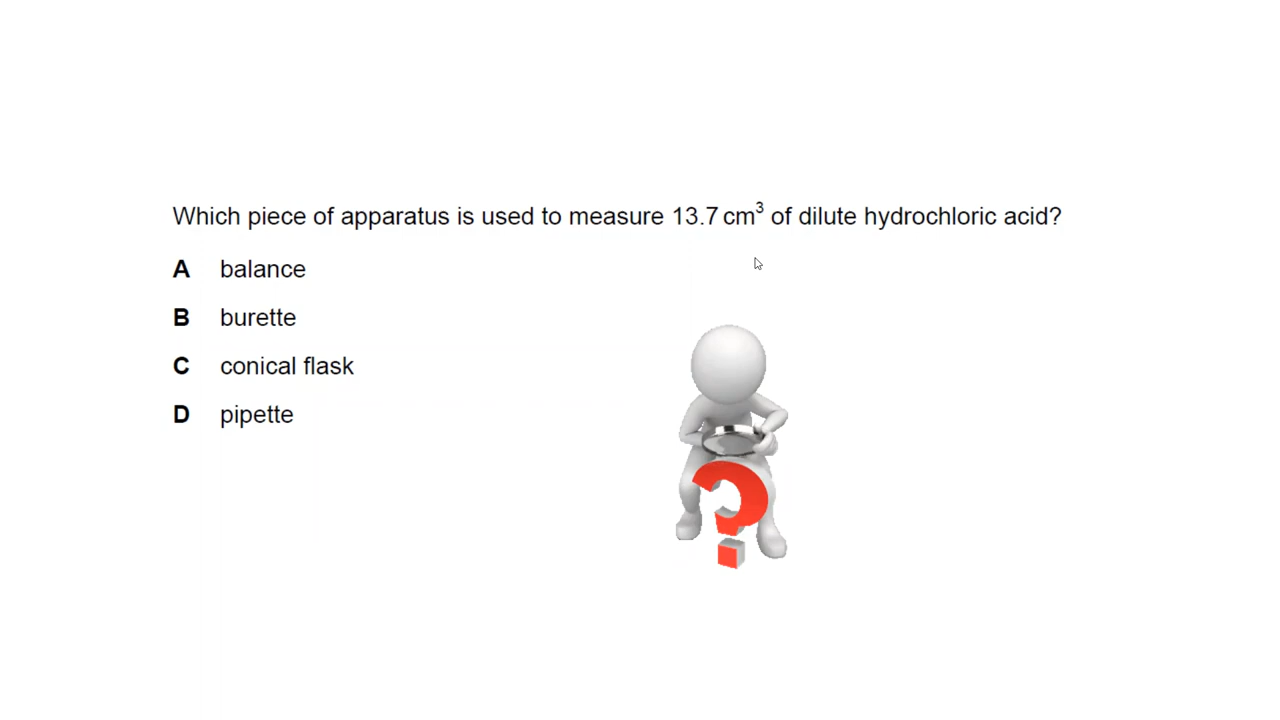 Which piece of apparatus is used to measure 13.7 cm³ of dilute hydrochloric acid?
A balance
B burette
C conical flask
D pipette
?